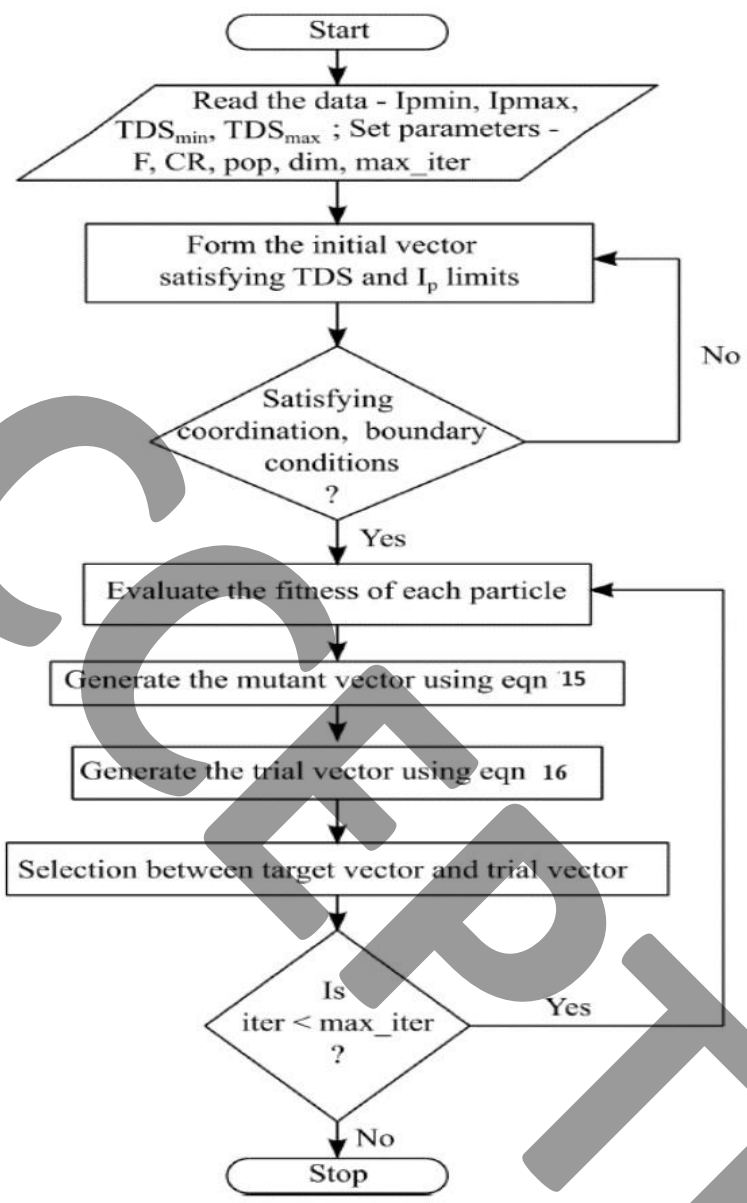 Start
Read the data - Ipmin, Ipmax,
TDSmin, TDSmax ; Set parameters -
F, CR, pop, dim, max_iter
Form the initial vector
satisfying TDS and Ip limits
No
Satisfying
coordination, boundary
conditions
?
Yes
Evaluate the fitness of each particle
Generate the mutant vector using eqn 15
Generate the trial vector using eqn 16
Selection between target vector and trial vector
Is
iter < max_iter
?
Yes
No
Stop
CCEPT